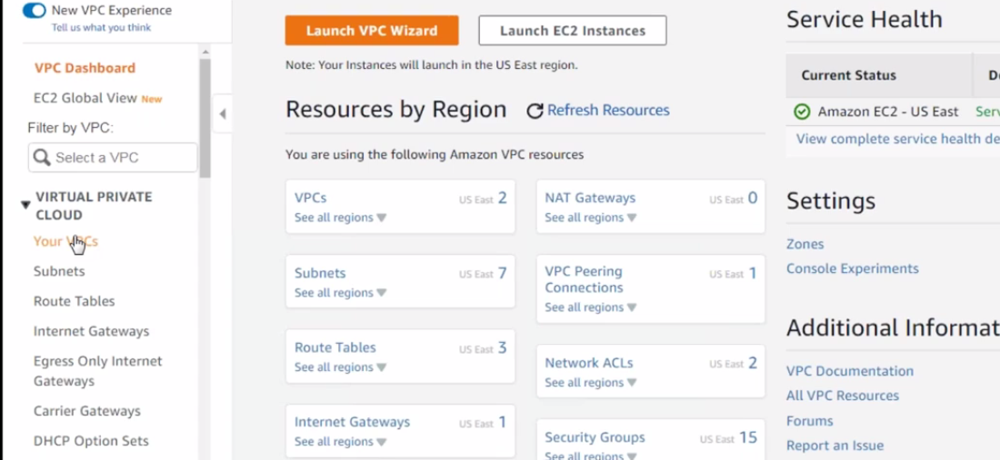 New VPC Experience
Tell us what you think
VPC Dashboard
EC2 Global View New
Filter by VPC:
Select a VPC
VIRTUAL PRIVATE
CLOUD
Your VPCs
Subnets
Route Tables
Internet Gateways
Egress Only Internet
Gateways
Carrier Gateways
DHCP Option Sets
Launch VPC Wizard
Launch EC2 Instances
Note: Your Instances will launch in the US East region.
Resources by Region
Refresh Resources
You are using the following Amazon VPC resources
VPCs US East 2
See all regions
NAT Gateways US East 0
See all regions
Subnets US East 7
See all regions
VPC Peering US East 1
Connections
See all regions
Route Tables US East 3
See all regions
Network ACLs US East 2
See all regions
Internet Gateways US East 1
See all regions
Security Groups US East 15
See all regions
Service Health
Current Status
Amazon EC2 - US East
View complete service health de
Settings
Zones
Console Experiments
Additional Informat
VPC Documentation
All VPC Resources
Forums
Report an Issue